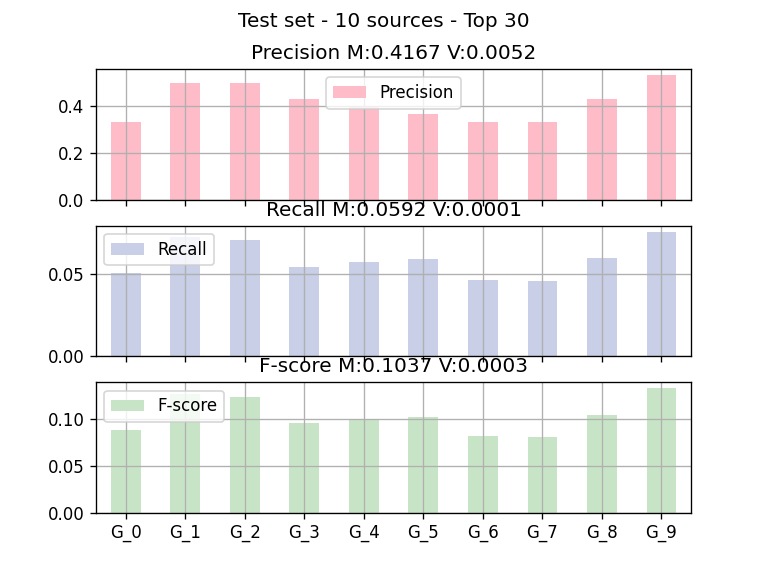 Test set - 10 sources - Top 30
Precision M:0.4167 V:0.0052
Precision
0.4
0.2
0.0
Recall M:0.0592 V:0.0001
Recall
0.05
0.00
F-score M:0.1037 V:0.0003
F-score
0.10
0.05
0.00
G_0 G_1 G_2 G_3 G_4 G_5 G_6 G_7 G_8 G_9